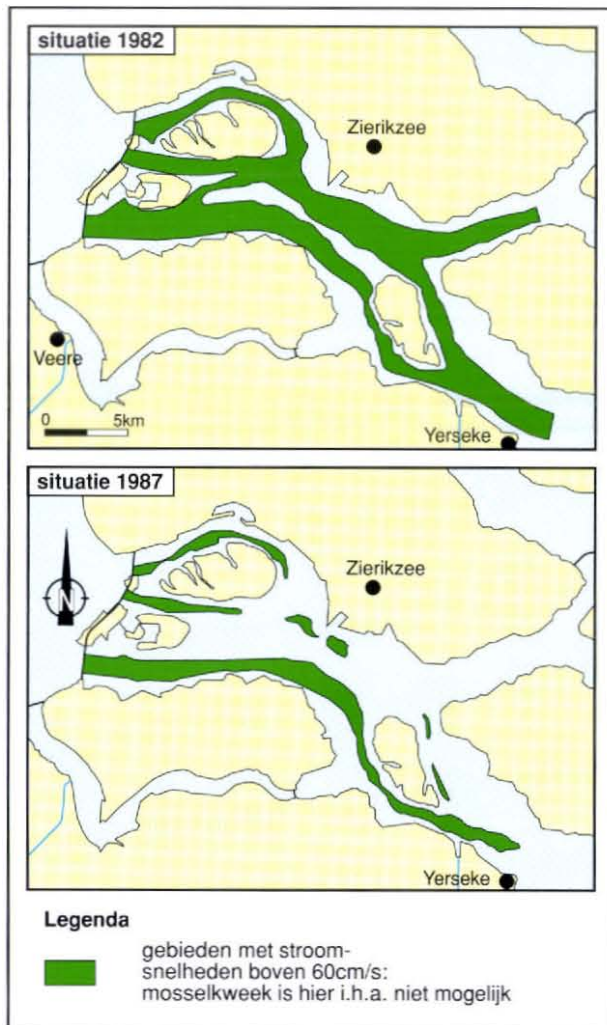 situatie 1982
Zierikzee
Veere
0 5km
Yerseke
situatie 1987
N
Zierikzee
Yerseke
Legenda
gebieden met stroom-
snelheden boven 60cm/s:
mosselkweek is hier i.h.a. niet mogelijk